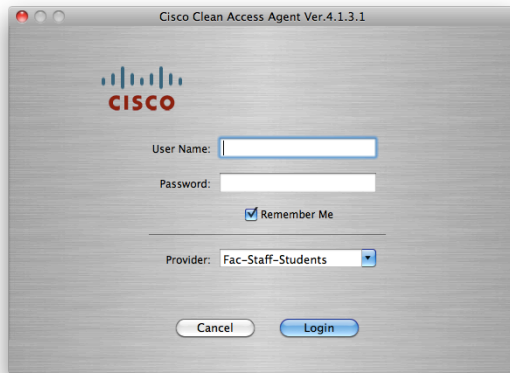 Cisco Clean Access Agent Ver.4.1.3.1
CISCO
User Name:
Password:
Remember Me
Provider: Fac-Staff-Students
Cancel Login